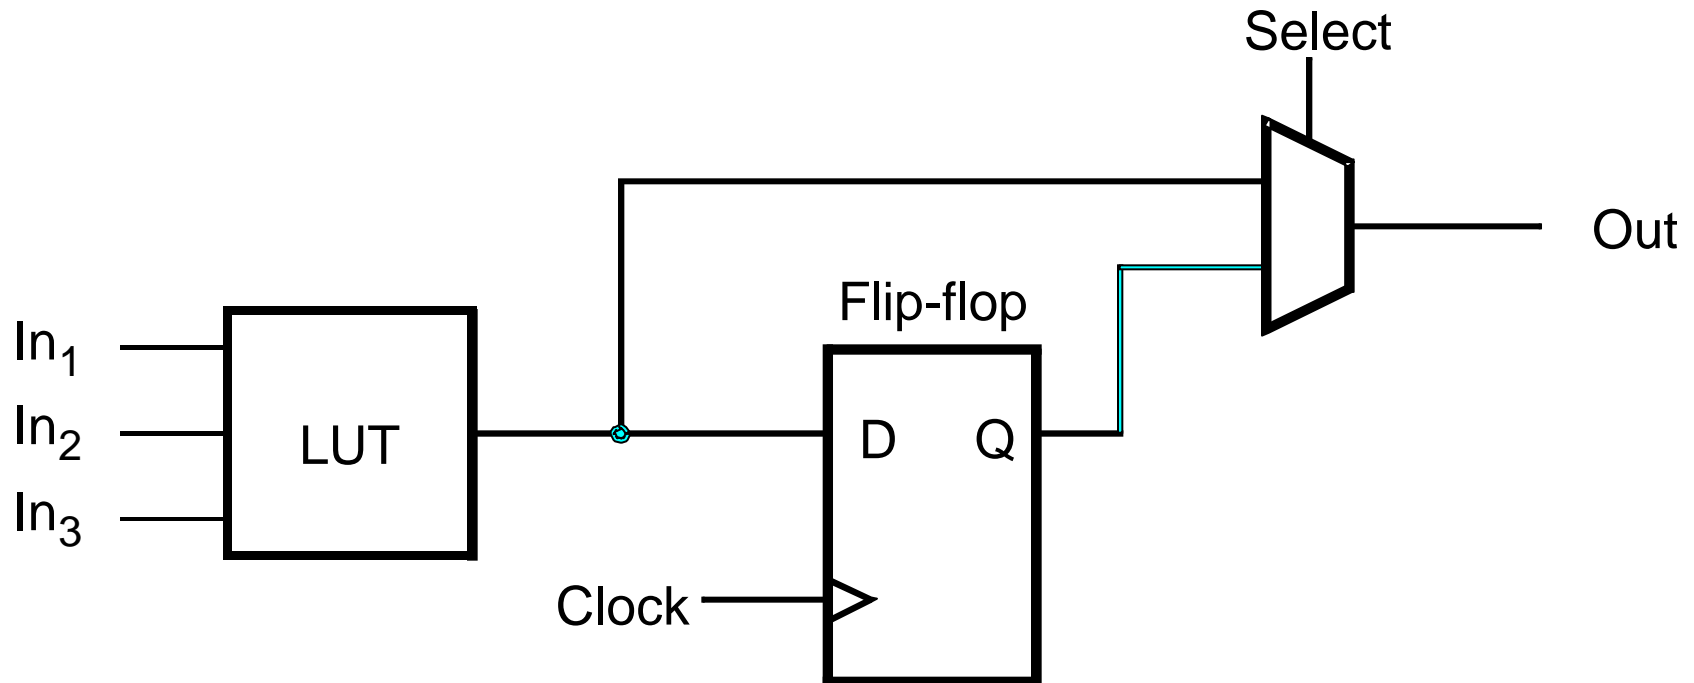 Select
Out
Flip-flop
In₁
In₂
In₃
LUT
D
Q
Clock